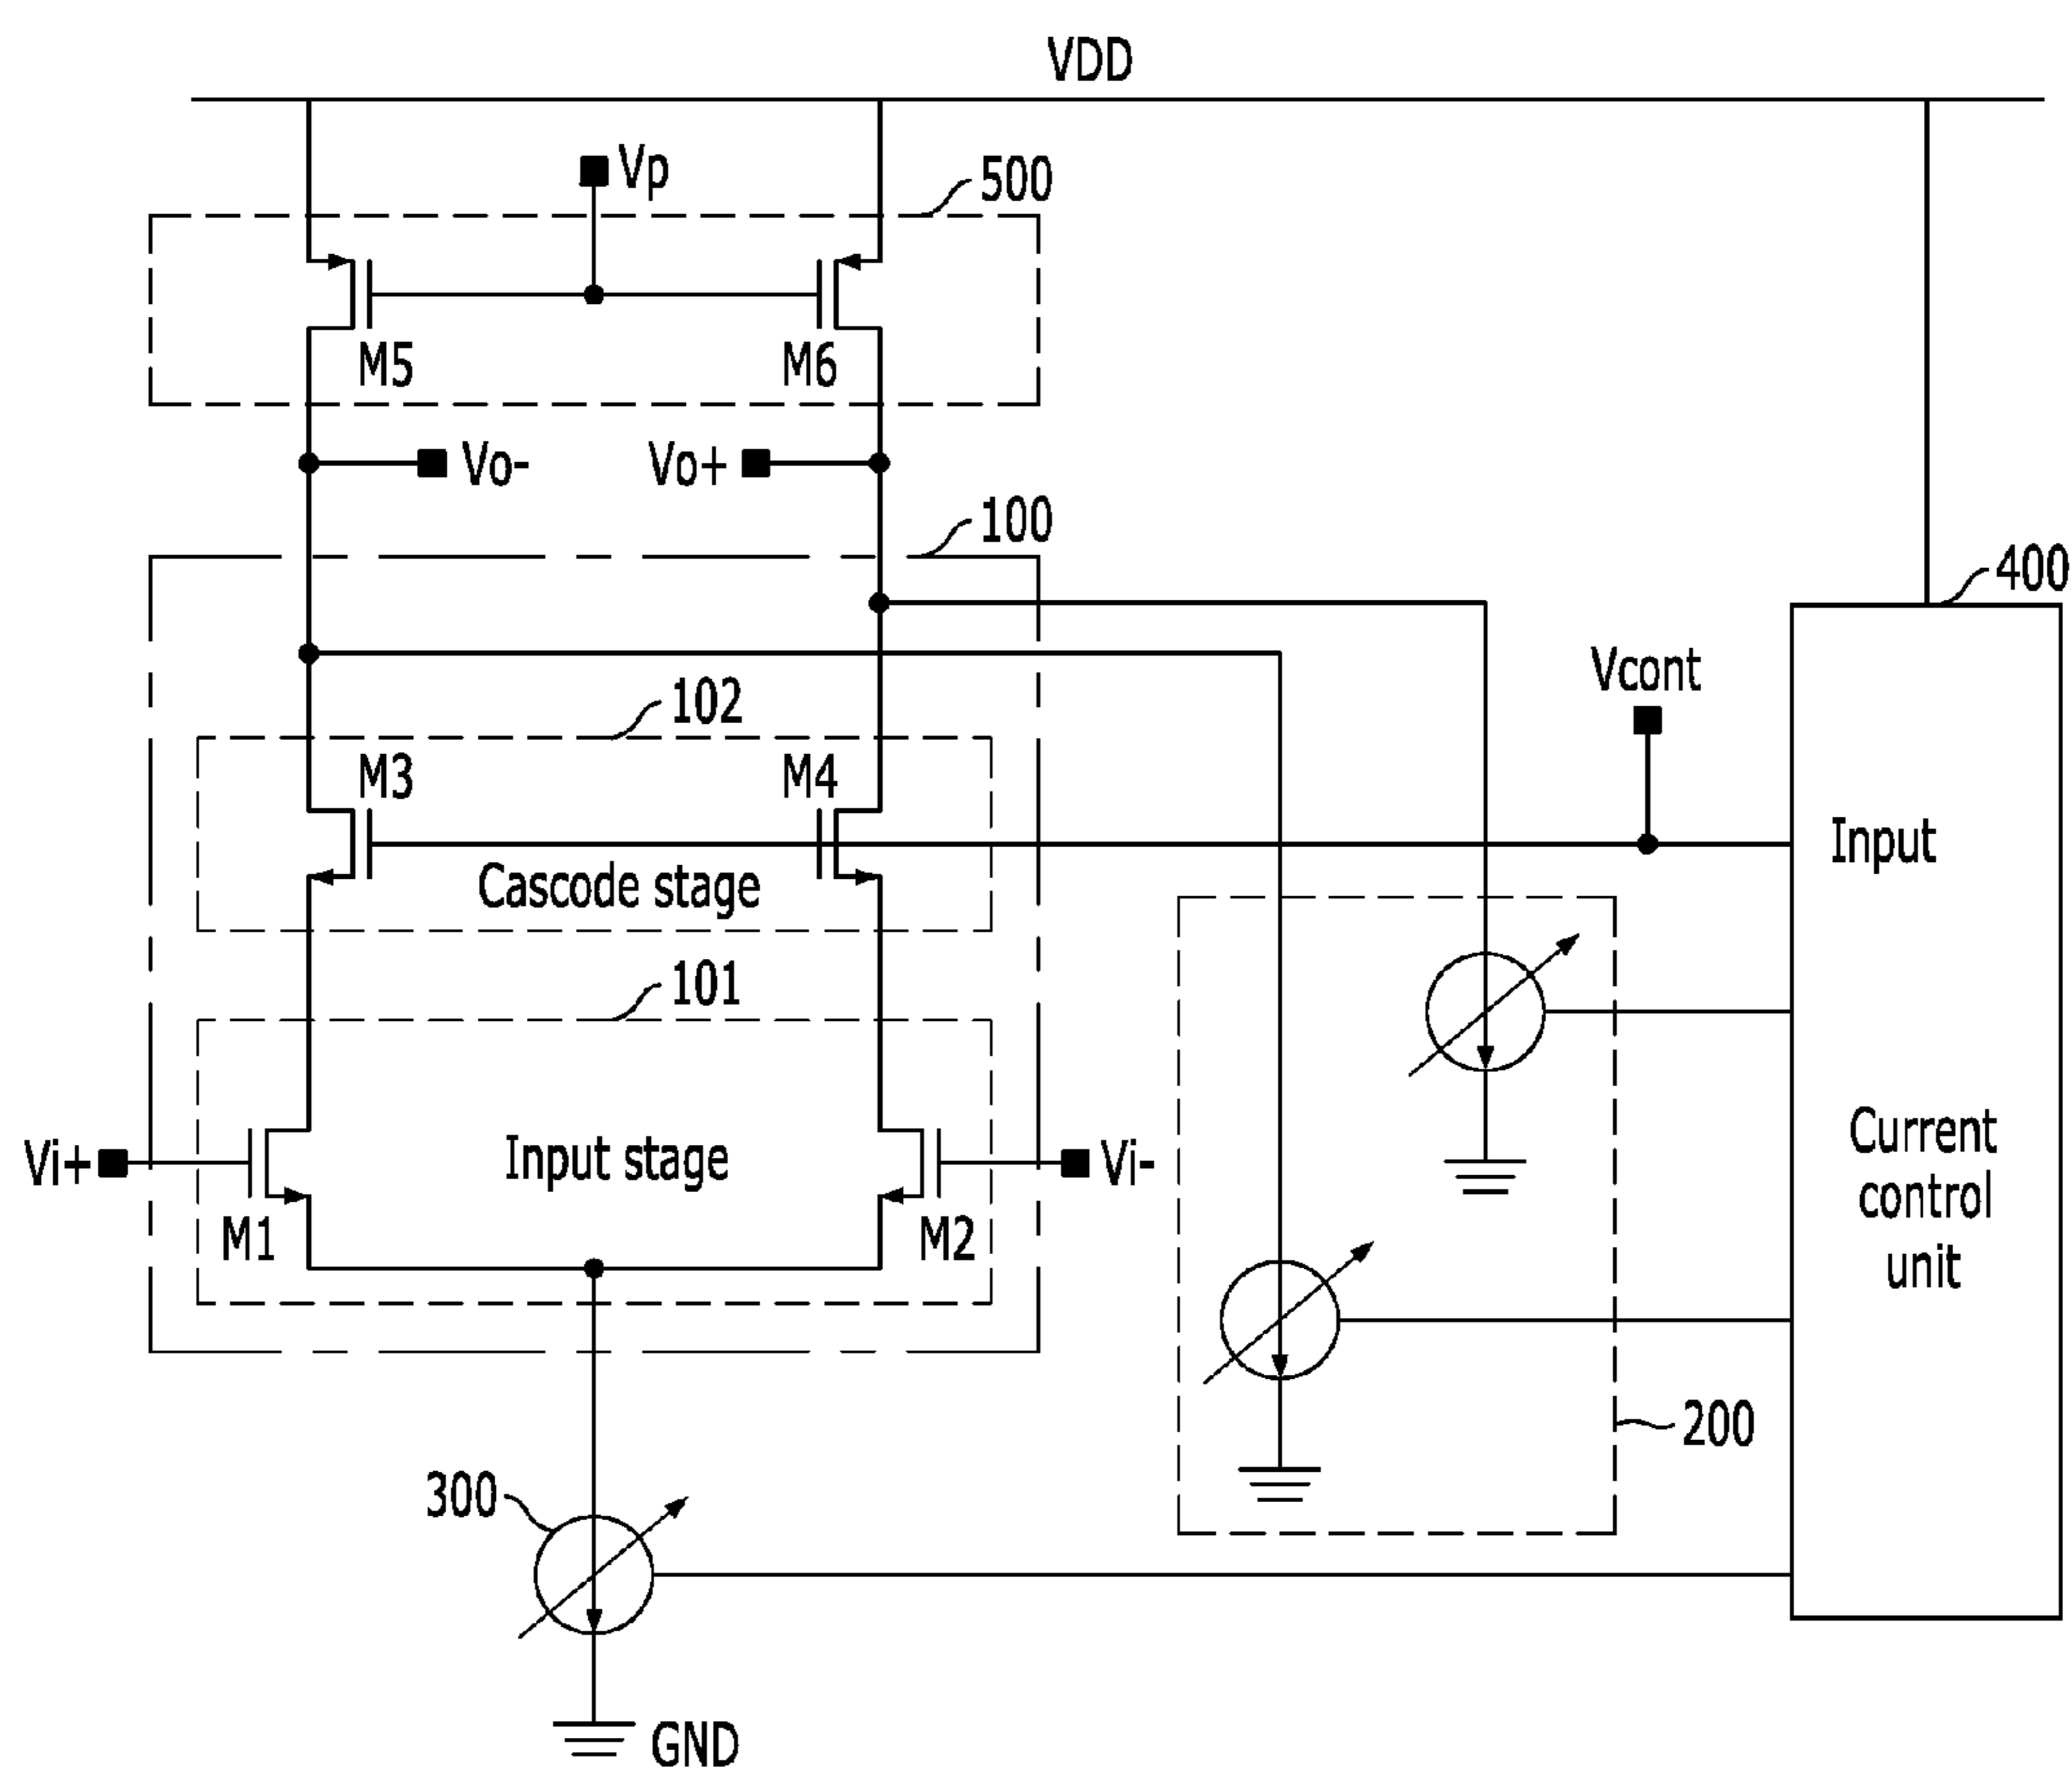 VDD
Vp
500
M5
M6
Vo-
Vo+
100
400
Vcont
102
M3
M4
Input
Cascode stage
101
Vi+
Input stage
Vi-
M1
M2
Current
control
unit
200
300
GND